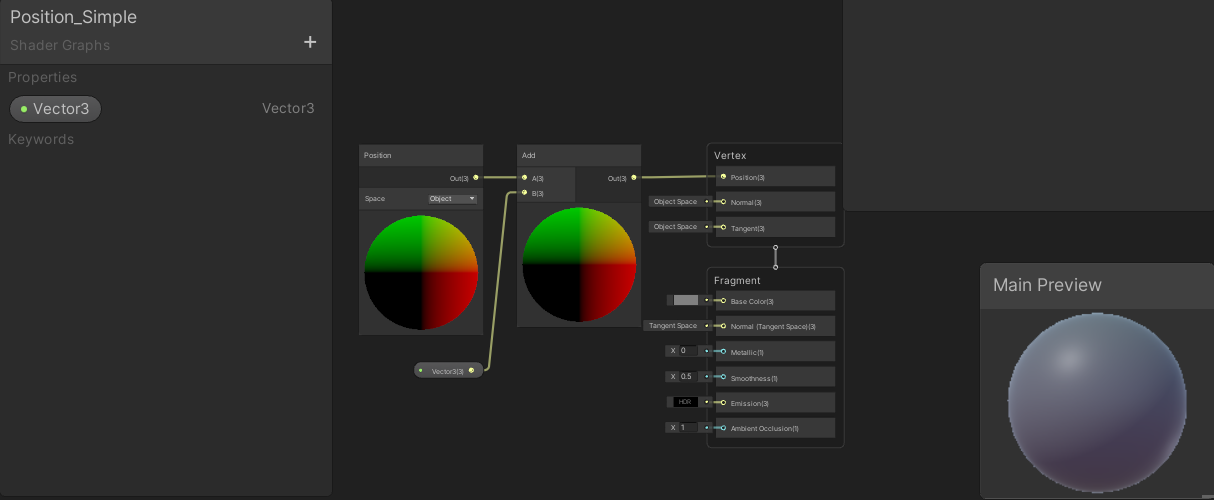 Position_Simple
Shader Graphs
+
Properties
Vector3 Vector3
Keywords
Position
Out(3)
Space Object
Add
A(3) Out(3)
B(3)
Vector3(3)
Vertex
Position(3)
Object Space Normal(3)
Object Space Tangent(3)
Fragment
Base Color(3)
Tangent Space Normal (Tangent Space)(3)
X 0 Metallic(1)
X 0.5 Smoothness(1)
HDR Emission(3)
X 1 Ambient Occlusion(1)
Main Preview